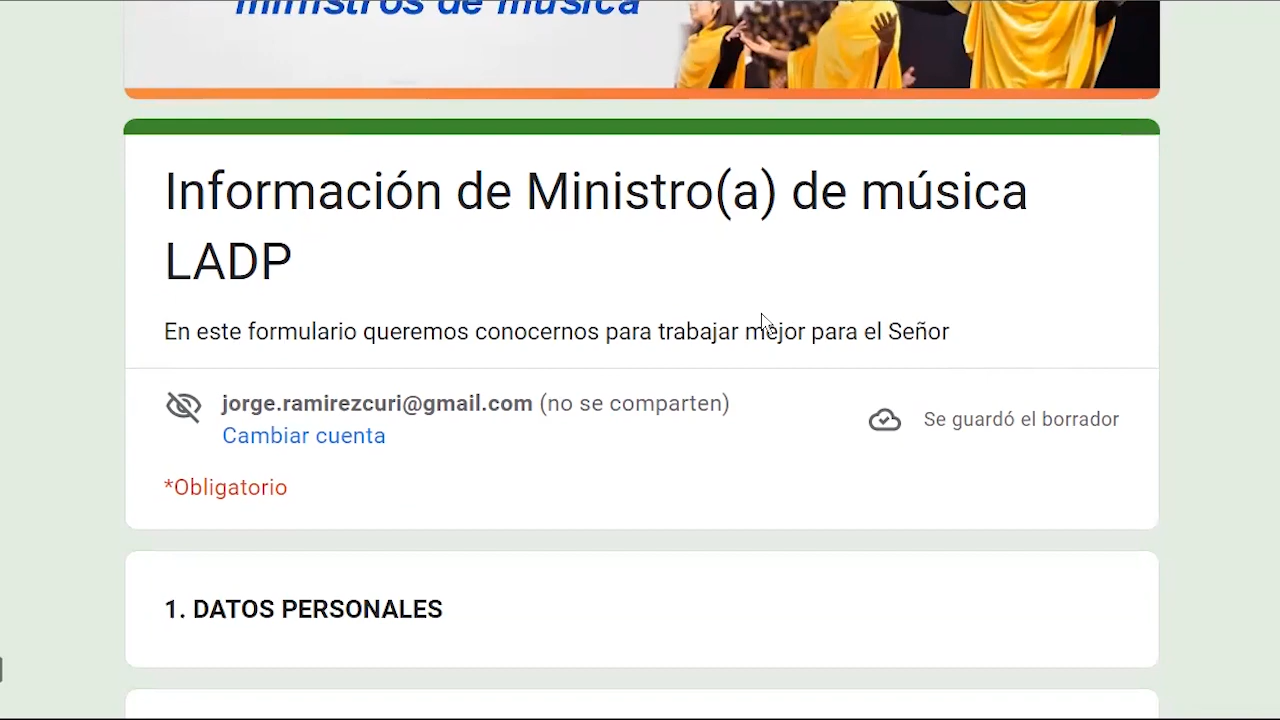 ministros de música
Información de Ministro(a) de música
LADP
En este formulario queremos conocernos para trabajar mejor para el Señor
jorge.ramirezcuri@gmail.com (no se comparten)
Cambiar cuenta
Se guardó el borrador
*Obligatorio
1. DATOS PERSONALES